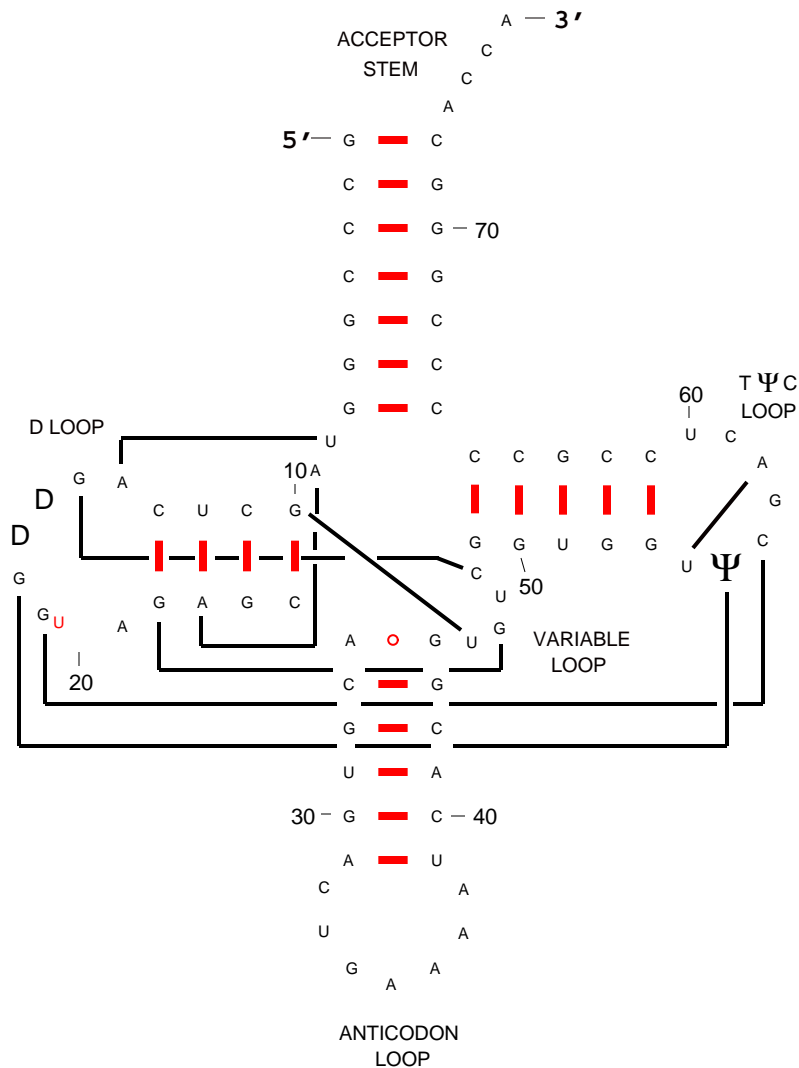 A — 3′
ACCEPTOR
STEM
C
C
A
5′ — G C
C G
C G — 70
C G
G C
G C
G C
T Ψ C
LOOP
60
D LOOP
U
U C
G A
10 A
C C G C C
A
D
C U C G
G
D
G G U G G U Ψ C
C 50
G
G A G C
U
G U
A
A G U G
VARIABLE
LOOP
20
C G
G C
U A
30 — G C — 40
A U
C A
U A
G A
A
ANTICODON
LOOP